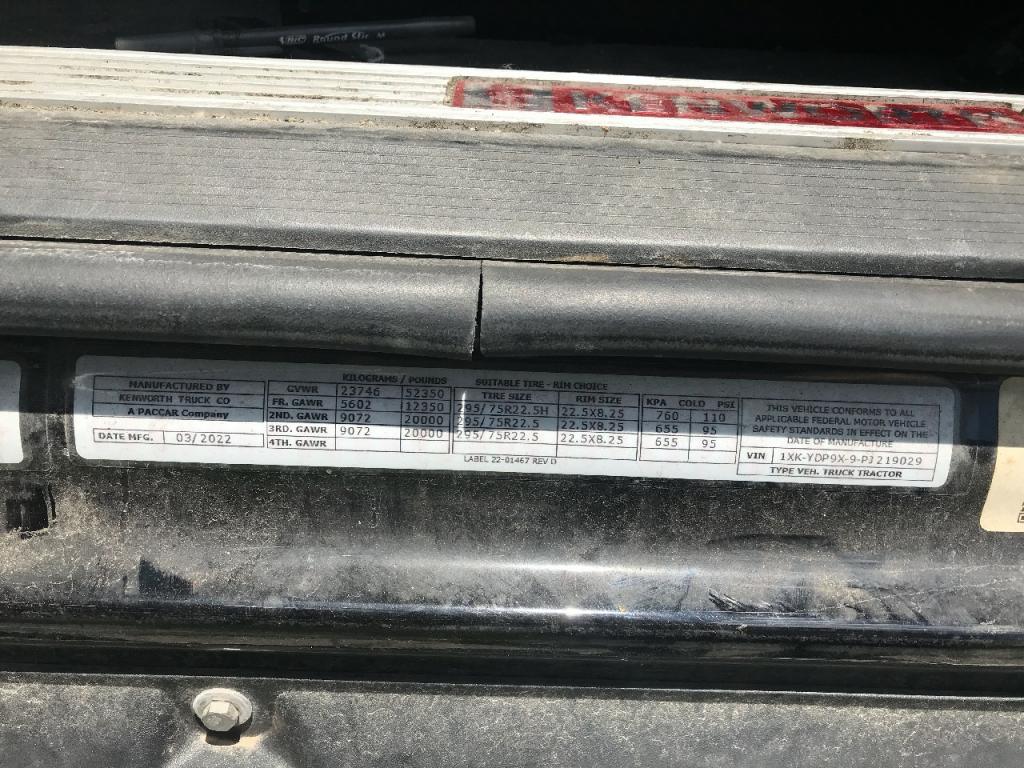 BIC Round Stic M
KENWORTH
KILOGRAMS / POUNDS SUITABLE TIRE - RIM CHOICE
MANUFACTURED BY
KENWORTH TRUCK CO
A PACCAR Company
DATE MFG. 03/2022
GVWR 23746 52350 TIRE SIZE RIM SIZE KPA COLD PSI
FR. GAWR 5602 12350 295/75R22.5H 22.5X8.25 760 110
2ND. GAWR 9072 20000 295/75R22.5 22.5X8.25 655 95
3RD. GAWR 9072 20000 295/75R22.5 22.5X8.25 655 95
4TH. GAWR
LABEL 22-01467 REV D
THIS VEHICLE CONFORMS TO ALL
APPLICABLE FEDERAL MOTOR VEHICLE
SAFETY STANDARDS IN EFFECT ON THE
DATE OF MANUFACTURE
VIN 1XK-YDP9X-9-PJ219029
TYPE VEH. TRUCK TRACTOR